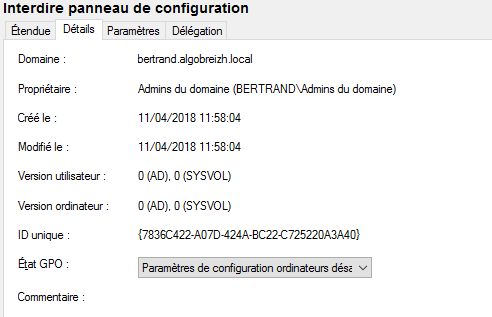 Interdire panneau de configuration
Étendue Détails Paramètres Délégation
Domaine : bertrand.algobreizh.local
Propriétaire : Admins du domaine (BERTRAND\Admins du domaine)
Créé le : 11/04/2018 11:58:04
Modifié le : 11/04/2018 11:58:04
Version utilisateur : 0 (AD), 0 (SYSVOL)
Version ordinateur : 0 (AD), 0 (SYSVOL)
ID unique : {7836C422-A07D-424A-BC22-C725220A3A40}
État GPO : Paramètres de configuration ordinateurs désa
Commentaire :